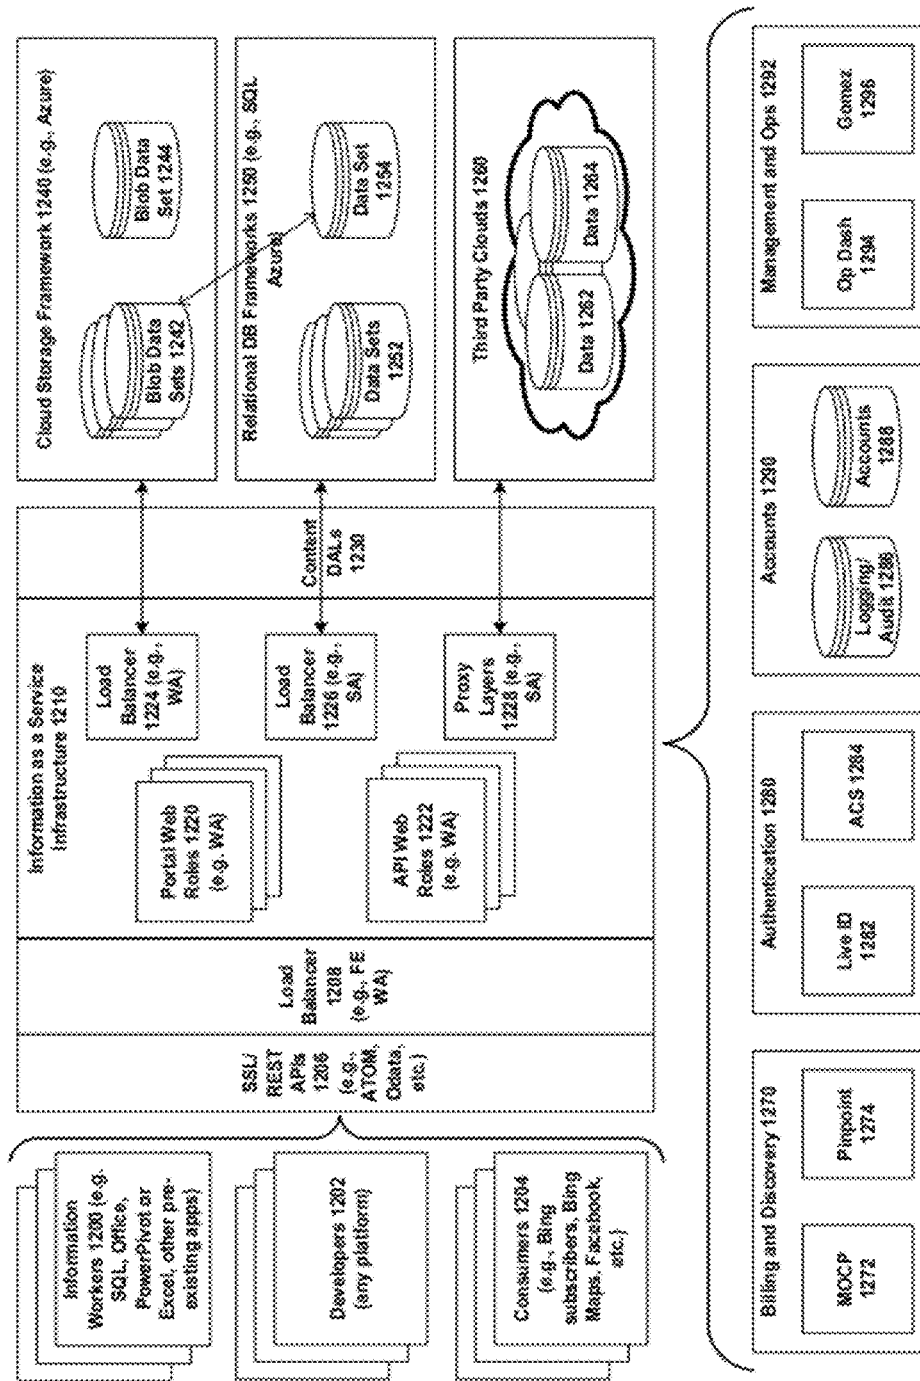 Information
Workers 1200 (e.g.
SQL, Office,
PowerPivot or
Excel, other pre-
existing apps)
Developers 1202
(any platform)
Consumers 1204
(e.g., Bing
subscribers, Bing
Maps, Facebook,
etc.)
SSL/
REST
APIs
1206
(e.g.,
ATOM,
Odata,
etc.)
Load
Balancer
1208
(e.g., FE
WA)
Information as a Service
Infrastructure 1210
Portal Web
Roles 1220
(e.g. WA)
API Web
Roles 1222
(e.g. WA)
Load
Balancer
1224 (e.g.,
WA)
Load
Balancer
1226 (e.g.,
SA)
Proxy
Layers
1228 (e.g.,
SA)
Content
DALs
1230
Cloud Storage Framework 1240 (e.g., Azure)
Blob Data
Sets 1242
Blob Data
Set 1244
Relational DB Frameworks 1250 (e.g., SQL
Azure)
Data Sets
1252
Data Set
1254
Third Party Clouds 1260
Data 1262
Data 1264
Billing and Discovery 1270
MOCP
1272
Pinpoint
1274
Authentication 1280
Live ID
1282
ACS 1284
Accounts 1290
Logging/
Audit 1286
Accounts
1288
Management and Ops 1292
Op Dash
1294
Gomez
1296